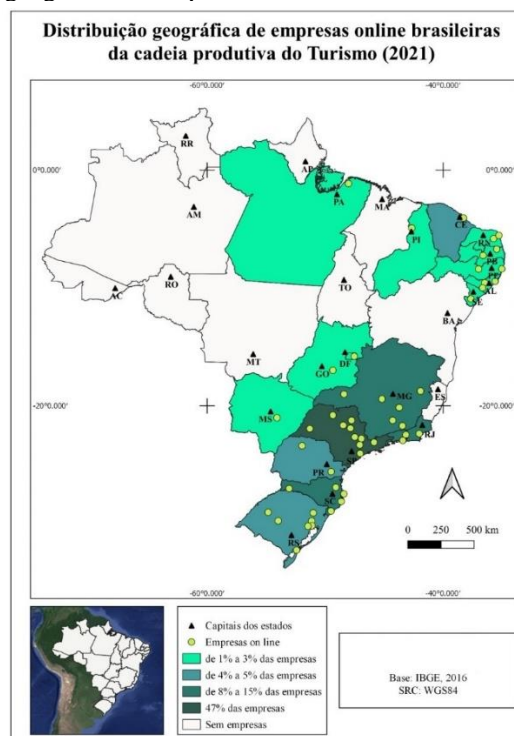 Distribuição geográfica de empresas online brasileiras
da cadeia produtiva do Turismo (2021)
-60°0.000'
-40°0.000'
RR
AP
0°0.000'
0°0.000'
AM
PA
MA
CE
RN
PI
PB
PE
AC
RO
TO
AL
SE
BA
MT
DF
GO
-20°0.000'
MS
MG
ES
-20°0.000'
RJ
SP
PR
SC
RS
0 250 500 km
-60°0.000'
-40°0.000'
Capitais dos estados
Empresas on line
de 1% a 3% das empresas
de 4% a 5% das empresas
de 8% a 15% das empresas
47% das empresas
Sem empresas
Base: IBGE, 2016
SRC: WGS84